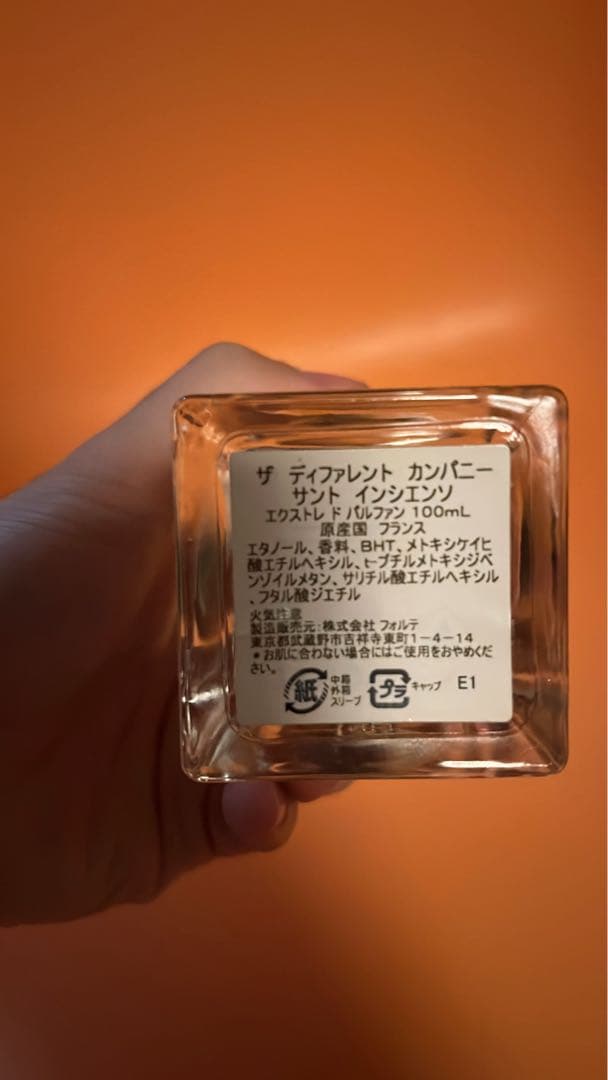 ザ ディファレント カンパニー
サント インシエンソ
エクストレ ド パルファン 100mL
原産国 フランス
エタノール、香料、BHT、メトキシケイヒ
酸エチルヘキシル、t-ブチルメトキシジベ
ンゾイルメタン、サリチル酸エチルヘキシル
、フタル酸ジエチル
火気注意
製造販売元:株式会社 フォルテ
東京都武蔵野市吉祥寺東町1-4-14
*お肌に合わない場合にはご使用をおやめくだ
さい。
紙 中箱 外箱 スリーブ プラ キャップ E1